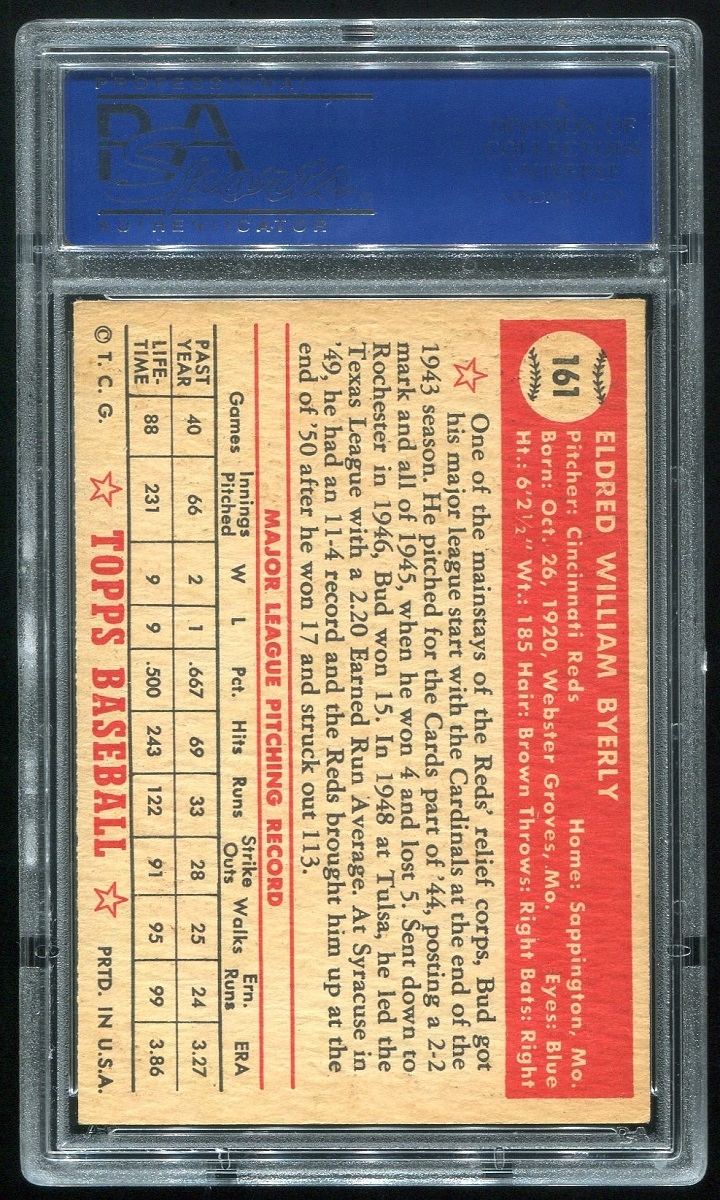 PROFESSIONAL
PSA
AUTHENTICATOR
A
DIVISION OF
COLLECTORS
UNIVERSE
161
ELDRED WILLIAM BYERLY
Pitcher: Cincinnati Reds Home: Sappington, Mo.
Born: Oct. 26, 1920, Webster Groves, Mo. Eyes: Blue
Ht.: 6'2½" Wt.: 185 Hair: Brown Throws: Right Bats: Right
One of the mainstays of the Reds' relief corps, Bud got
his major league start with the Cardinals at the end of the
1943 season. He pitched for the Cards part of '44, posting a 2-2
mark and all of 1945, when he won 4 and lost 5. Sent down to
Rochester in 1946, Bud won 15. In 1948 at Tulsa, he led the
Texas League with a 2.20 Earned Run Average. At Syracuse in
'49, he had an 11-4 record and the Reds brought him up at the
end of '50 after he won 17 and struck out 113.
MAJOR LEAGUE PITCHING RECORD
Games Innings Pitched W L Pct. Hits Runs Strike Outs Walks Ern. Runs ERA
PAST YEAR 40 66 2 1 .667 69 33 28 25 24 3.27
LIFE-TIME 88 231 9 9 .500 243 122 91 95 99 3.86
© T. C. G. TOPPS BASEBALL PRTD. IN U.S.A.